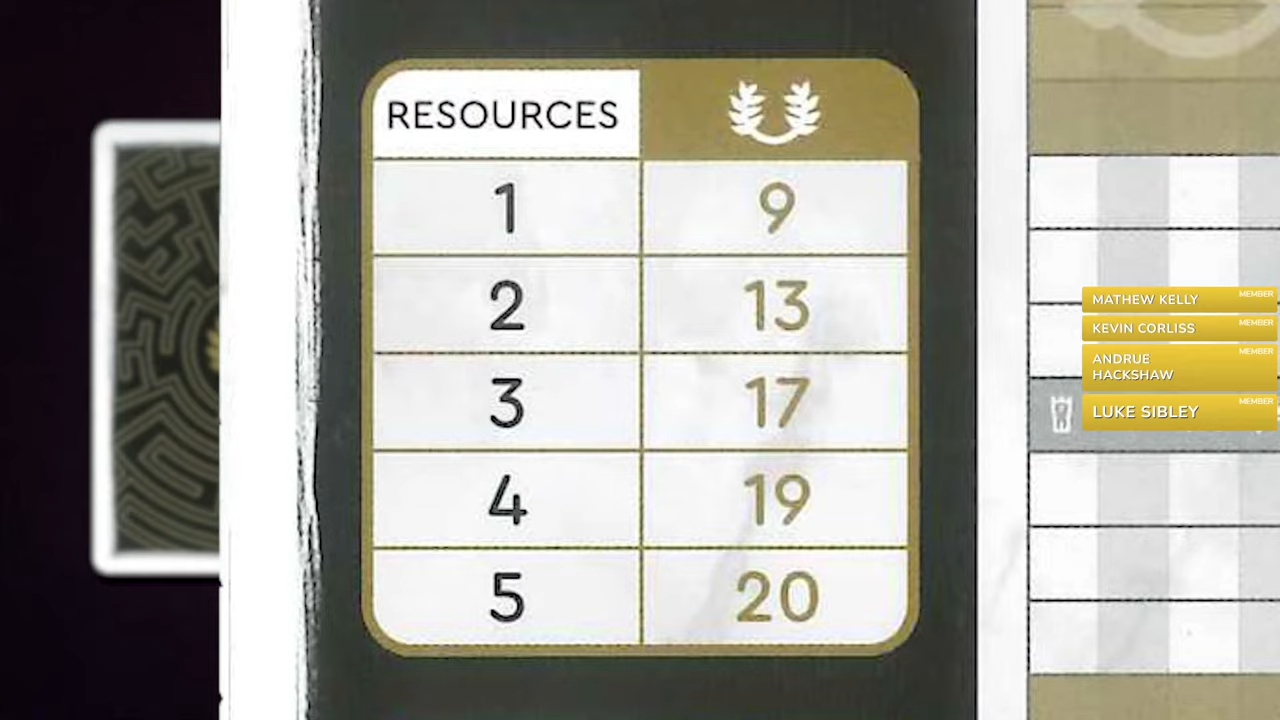 RESOURCES
1 9
2 13
3 17
4 19
5 20
MATHEW KELLY MEMBER
KEVIN CORLISS MEMBER
ANDRUE MEMBER
HACKSHAW
LUKE SIBLEY MEMBER